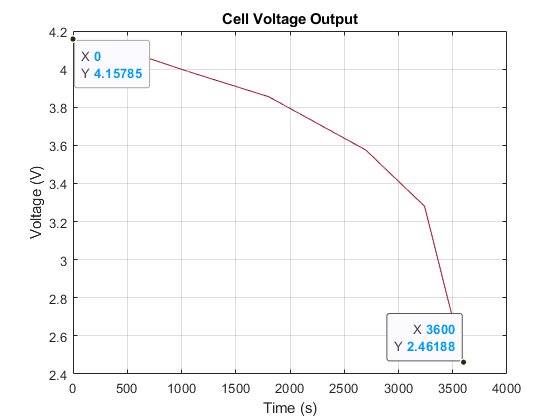 Cell Voltage Output
4.2
4
3.8
3.6
3.4
3.2
3
2.8
2.6
2.4
Voltage (V)
X 0
Y 4.15785
X 3600
Y 2.46188
0 500 1000 1500 2000 2500 3000 3500 4000
Time (s)